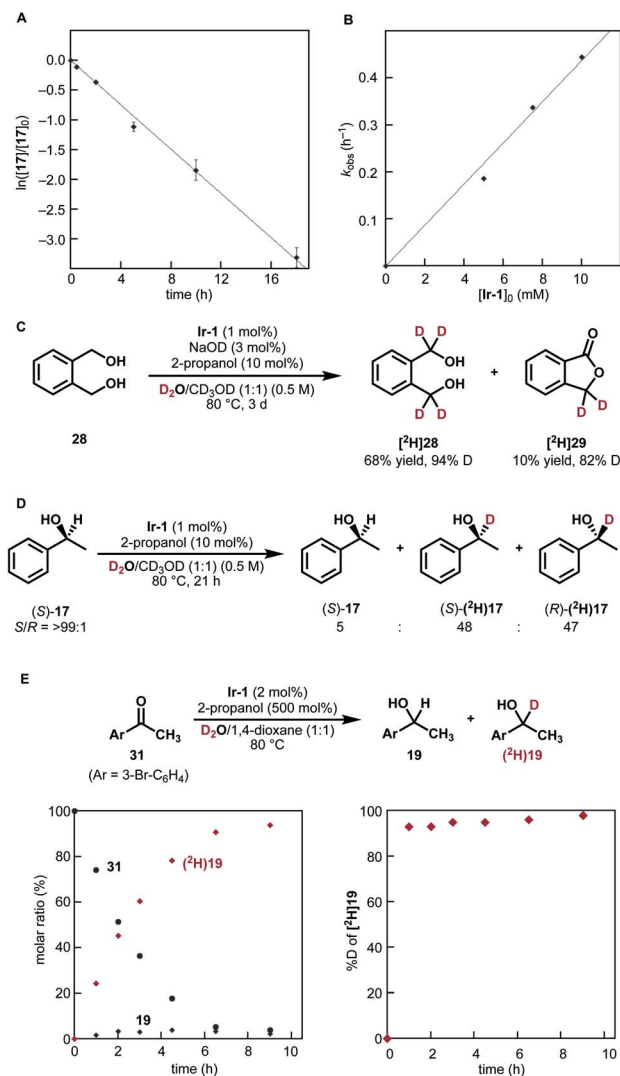 A
0.0
-0.5
-1.0
-1.5
-2.0
-2.5
-3.0
ln([17]/[17]₀)
0 4 8 12 16
time (h)
B
0.4
0.3
0.2
0.1
k_obs (h⁻¹)
0 2 4 6 8 10
[Ir-1]₀ (mM)
C
OH
OH
28
Ir-1 (1 mol%)
NaOD (3 mol%)
2-propanol (10 mol%)
D₂O/CD₃OD (1:1) (0.5 M)
80 °C, 3 d
D D
OH
OH
D D
[²H]28
68% yield, 94% D
+
O
O
D
D
[²H]29
10% yield, 82% D
D
HO H
(S)-17
S/R = >99:1
Ir-1 (1 mol%)
2-propanol (10 mol%)
D₂O/CD₃OD (1:1) (0.5 M)
80 °C, 21 h
HO H
(S)-17
5
+
:
HO D
(S)-(²H)17
48
+
:
HO D
(R)-(²H)17
47
E
O
Ar CH₃
31
(Ar = 3-Br-C₆H₄)
Ir-1 (2 mol%)
2-propanol (500 mol%)
D₂O/1,4-dioxane (1:1)
80 °C
HO H
Ar CH₃
19
+
HO D
Ar CH₃
(²H)19
100
80
60
40
20
0
molar ratio (%)
31
(²H)19
19
0 2 4 6 8 10
time (h)
100
80
60
40
20
0
%D of [²H]19
0 2 4 6 8 10
time (h)